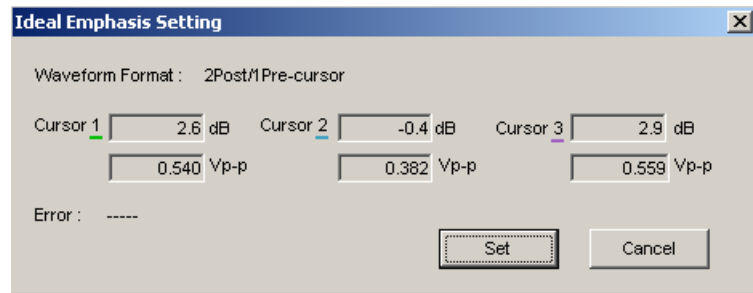 Ideal Emphasis Setting
Waveform Format : 2Post/1Pre-cursor
Cursor 1 2.6 dB Cursor 2 -0.4 dB Cursor 3 2.9 dB
0.540 Vp-p 0.382 Vp-p 0.559 Vp-p
Error : -----
Set Cancel